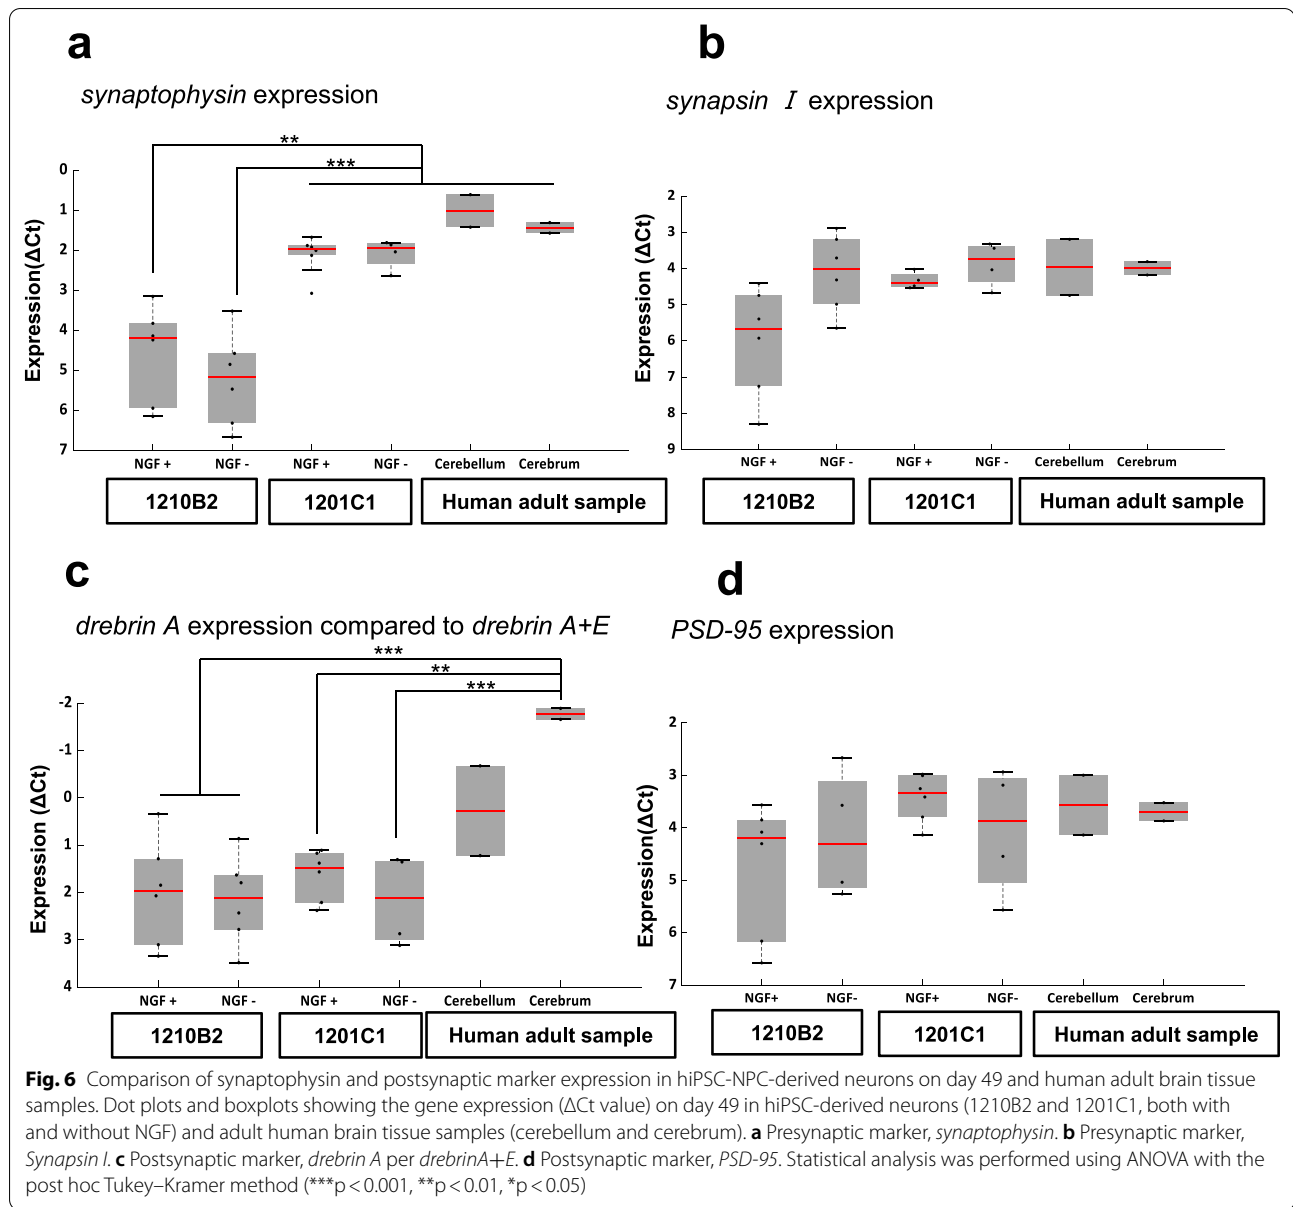 a
synaptophysin expression
**
***
Expression(ΔCt)
0
1
2
3
4
5
6
7
NGF +
NGF -
NGF +
NGF -
Cerebellum
Cerebrum
1210B2
1201C1
Human adult sample
b
synapsin I expression
Expression (ΔCt)
2
3
4
5
6
7
8
9
NGF +
NGF -
NGF +
NGF -
Cerebellum
Cerebrum
1210B2
1201C1
Human adult sample
c
drebrin A expression compared to drebrin A+E
***
**
***
Expression (ΔCt)
-2
-1
0
1
2
3
4
NGF +
NGF -
NGF +
NGF -
Cerebellum
Cerebrum
1210B2
1201C1
Human adult sample
d
PSD-95 expression
Expression(ΔCt)
2
3
4
5
6
7
NGF+
NGF-
NGF+
NGF-
Cerebellum
Cerebrum
1210B2
1201C1
Human adult sample
Fig. 6 Comparison of synaptophysin and postsynaptic marker expression in hiPSC-NPC-derived neurons on day 49 and human adult brain tissue
samples. Dot plots and boxplots showing the gene expression (ΔCt value) on day 49 in hiPSC-derived neurons (1210B2 and 1201C1, both with
and without NGF) and adult human brain tissue samples (cerebellum and cerebrum). a Presynaptic marker, synaptophysin. b Presynaptic marker,
Synapsin I. c Postsynaptic marker, drebrin A per drebrinA+E. d Postsynaptic marker, PSD-95. Statistical analysis was performed using ANOVA with the
post hoc Tukey–Kramer method (***p < 0.001, **p < 0.01, *p < 0.05)